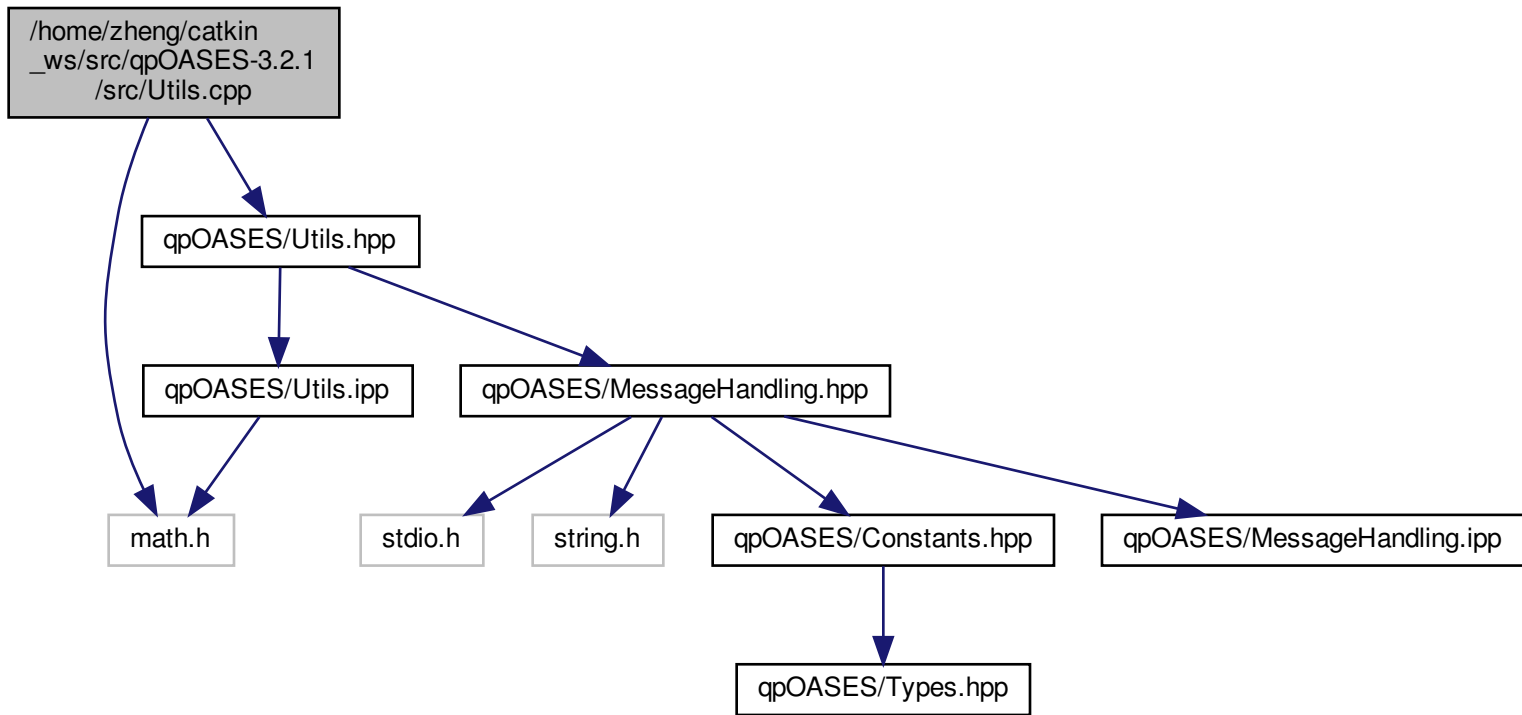 /home/zheng/catkin
_ws/src/qpOASES-3.2.1
/src/Utils.cpp
qpOASES/Utils.hpp
qpOASES/Utils.ipp
qpOASES/MessageHandling.hpp
math.h
stdio.h
string.h
qpOASES/Constants.hpp
qpOASES/MessageHandling.ipp
qpOASES/Types.hpp